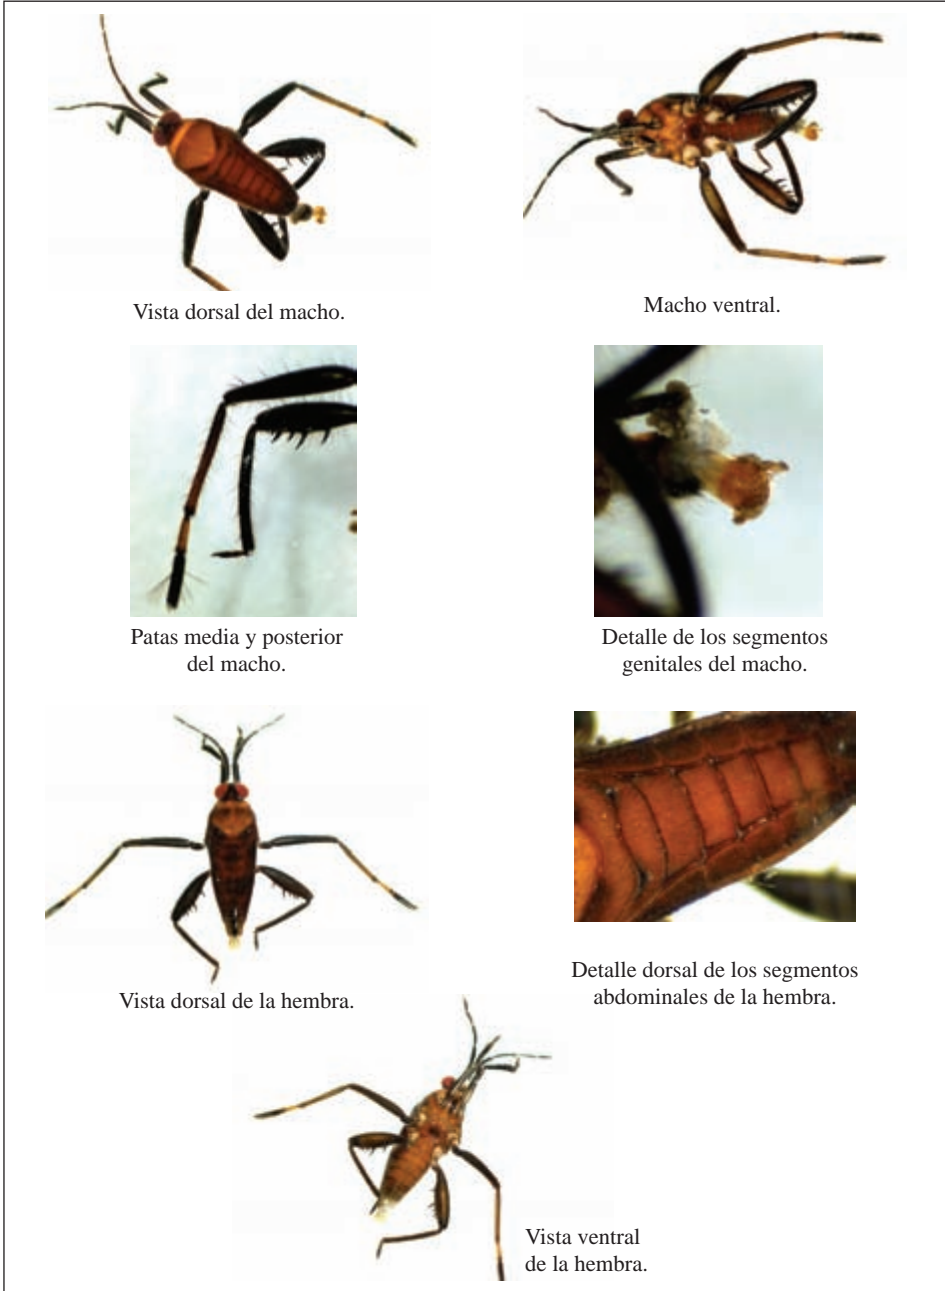 Vista dorsal del macho.
Macho ventral.
Patas media y posterior
del macho.
Detalle de los segmentos
genitales del macho.
Vista dorsal de la hembra.
Detalle dorsal de los segmentos
abdominales de la hembra.
Vista ventral
de la hembra.